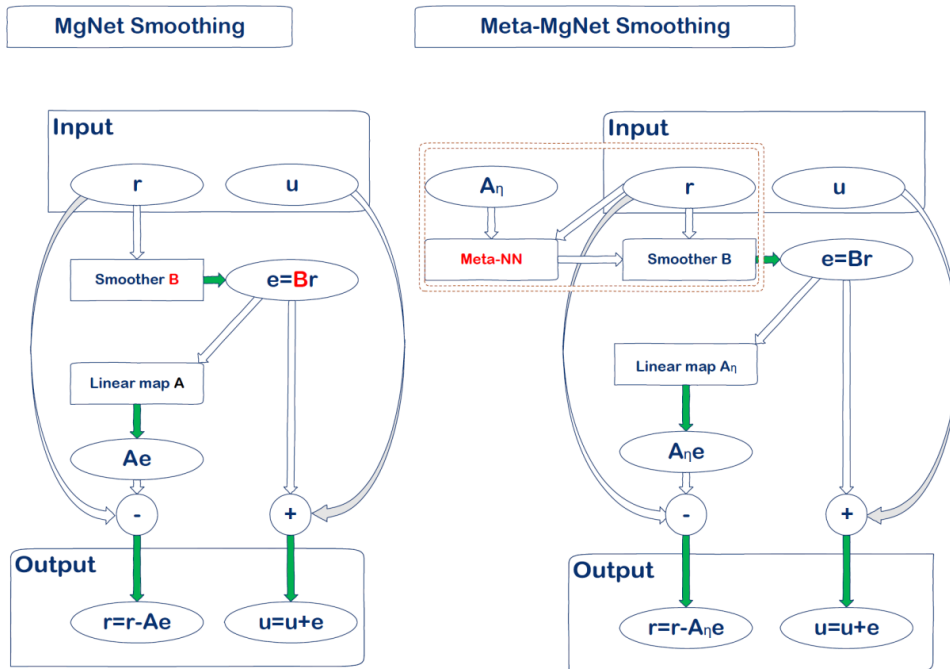 MgNet Smoothing
Input
r
u
Smoother B
e=Br
Linear map A
Ae
-
+
Output
r=r-Ae
u=u+e
Meta-MgNet Smoothing
Input
Aη
r
u
Meta-NN
Smoother B
e=Br
Linear map Aη
Aηe
-
+
Output
r=r-Aηe
u=u+e